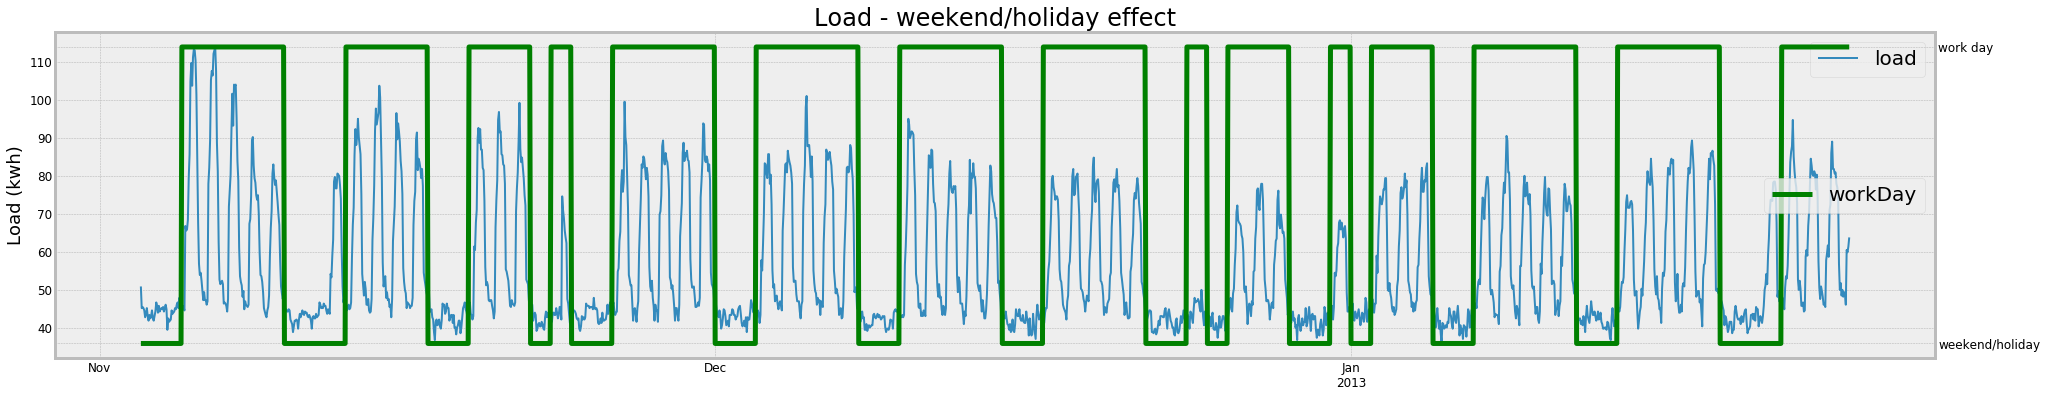 Load - weekend/holiday effect
Load (kwh)
110
100
90
80
70
60
50
40
work day
weekend/holiday
load
workDay
Nov
Dec
Jan
2013